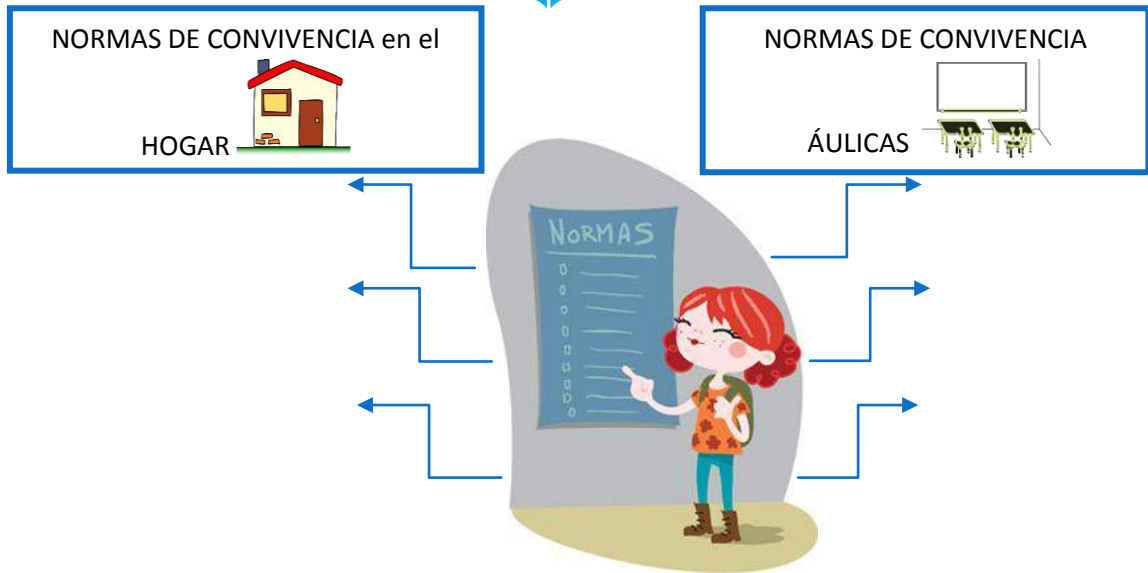 NORMAS DE CONVIVENCIA en el
HOGAR
NORMAS DE CONVIVENCIA
ÁULICAS
NORMAS